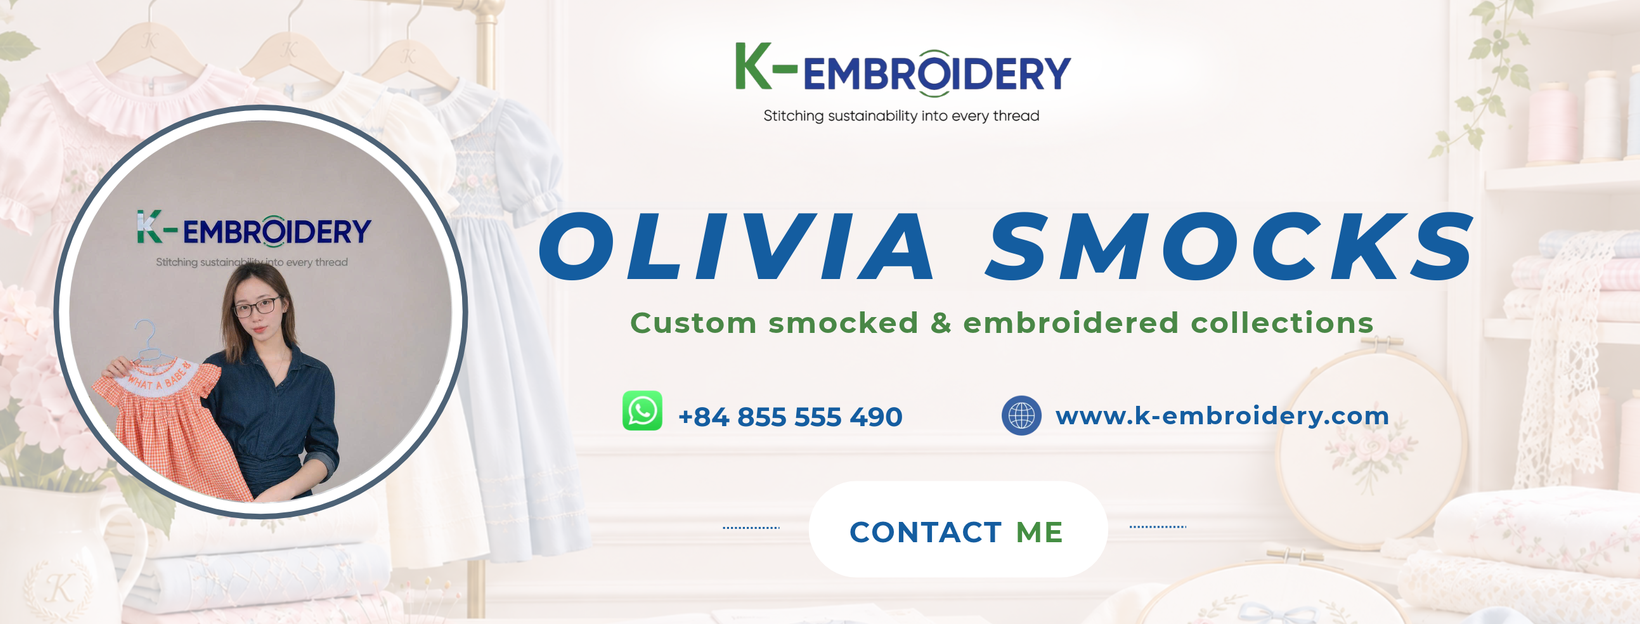 K-EMBROIDERY
Stitching sustainability into every thread
K-EMBROIDERY
Stitching sustainability into every thread
WHAT A BABE
OLIVIA SMOCKS
Custom smocked & embroidered collections
+84 855 555 490
www.k-embroidery.com
CONTACT ME
K
K
K
K